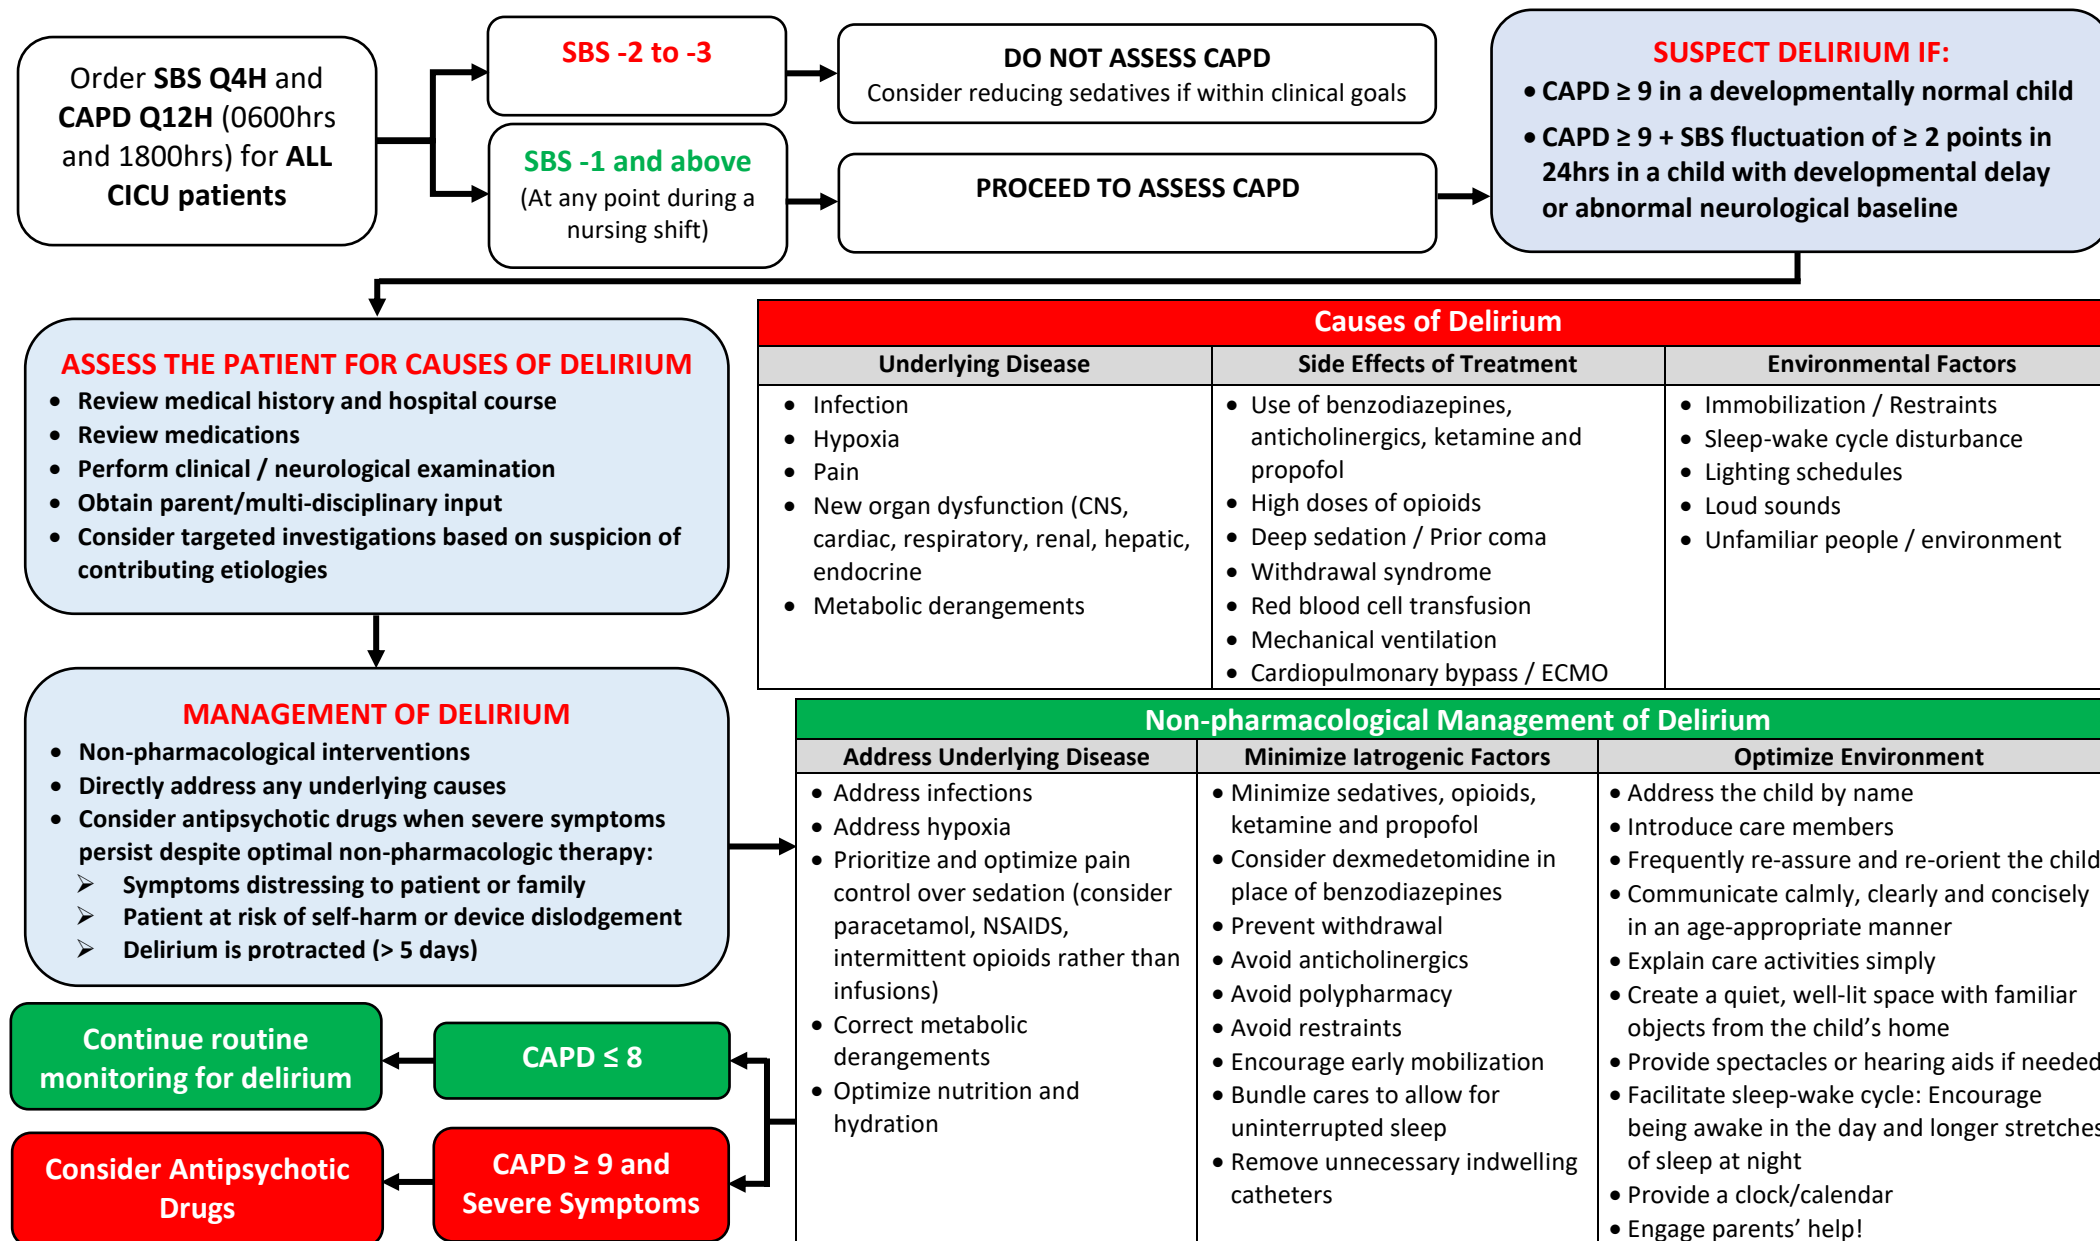 Order SBS Q4H and
CAPD Q12H (0600hrs
and 1800hrs) for ALL
CICU patients
SBS -2 to -3
DO NOT ASSESS CAPD
Consider reducing sedatives if within clinical goals
SBS -1 and above
(At any point during a
nursing shift)
PROCEED TO ASSESS CAPD
SUSPECT DELIRIUM IF:
• CAPD ≥ 9 in a developmentally normal child
• CAPD ≥ 9 + SBS fluctuation of ≥ 2 points in
24hrs in a child with developmental delay
or abnormal neurological baseline
ASSESS THE PATIENT FOR CAUSES OF DELIRIUM
• Review medical history and hospital course
• Review medications
• Perform clinical / neurological examination
• Obtain parent/multi-disciplinary input
• Consider targeted investigations based on suspicion of
contributing etiologies
Causes of Delirium
Underlying Disease
• Infection
• Hypoxia
• Pain
• New organ dysfunction (CNS,
cardiac, respiratory, renal, hepatic,
endocrine
• Metabolic derangements
Side Effects of Treatment
• Use of benzodiazepines,
anticholinergics, ketamine and
propofol
• High doses of opioids
• Deep sedation / Prior coma
• Withdrawal syndrome
• Red blood cell transfusion
• Mechanical ventilation
• Cardiopulmonary bypass / ECMO
Environmental Factors
• Immobilization / Restraints
• Sleep-wake cycle disturbance
• Lighting schedules
• Loud sounds
• Unfamiliar people / environment
MANAGEMENT OF DELIRIUM
• Non-pharmacological interventions
• Directly address any underlying causes
• Consider antipsychotic drugs when severe symptoms
persist despite optimal non-pharmacologic therapy:
➢ Symptoms distressing to patient or family
➢ Patient at risk of self-harm or device dislodgement
➢ Delirium is protracted (> 5 days)
Non-pharmacological Management of Delirium
Address Underlying Disease
• Address infections
• Address hypoxia
• Prioritize and optimize pain
control over sedation (consider
paracetamol, NSAIDS,
intermittent opioids rather than
infusions)
• Correct metabolic
derangements
• Optimize nutrition and
hydration
Minimize Iatrogenic Factors
• Minimize sedatives, opioids,
ketamine and propofol
• Consider dexmedetomidine in
place of benzodiazepines
• Prevent withdrawal
• Avoid anticholinergics
• Avoid polypharmacy
• Avoid restraints
• Encourage early mobilization
• Bundle cares to allow for
uninterrupted sleep
• Remove unnecessary indwelling
catheters
Optimize Environment
• Address the child by name
• Introduce care members
• Frequently re-assure and re-orient the child
• Communicate calmly, clearly and concisely
in an age-appropriate manner
• Explain care activities simply
• Create a quiet, well-lit space with familiar
objects from the child's home
• Provide spectacles or hearing aids if needed
• Facilitate sleep-wake cycle: Encourage
being awake in the day and longer stretches
of sleep at night
• Provide a clock/calendar
• Engage parents' help!
CAPD ≤ 8
Continue routine
monitoring for delirium
CAPD ≥ 9 and
Severe Symptoms
Consider Antipsychotic
Drugs